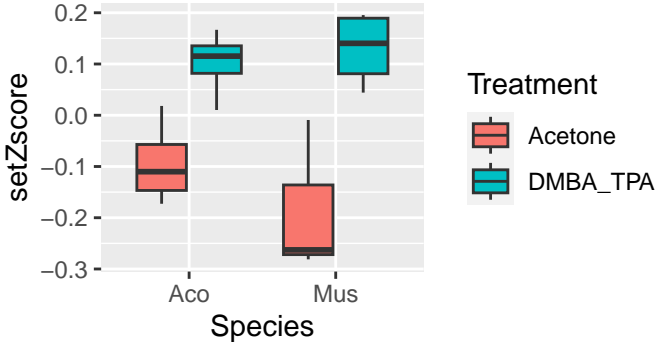 0.2
0.1
0.0
−0.1
−0.2
−0.3
setZscore
Aco
Mus
Species
Treatment
Acetone
DMBA_TPA